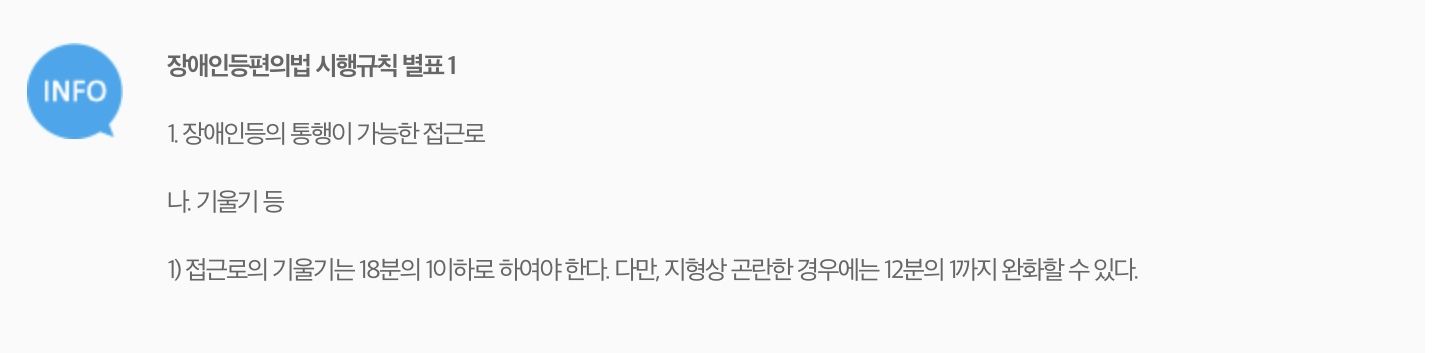 INFO
장애인등편의법 시행규칙 별표 1
1. 장애인등의 통행이 가능한 접근로
나. 기울기 등
1) 접근로의 기울기는 18분의 1이하로 하여야 한다. 다만, 지형상 곤란한 경우에는 12분의 1까지 완화할 수 있다.